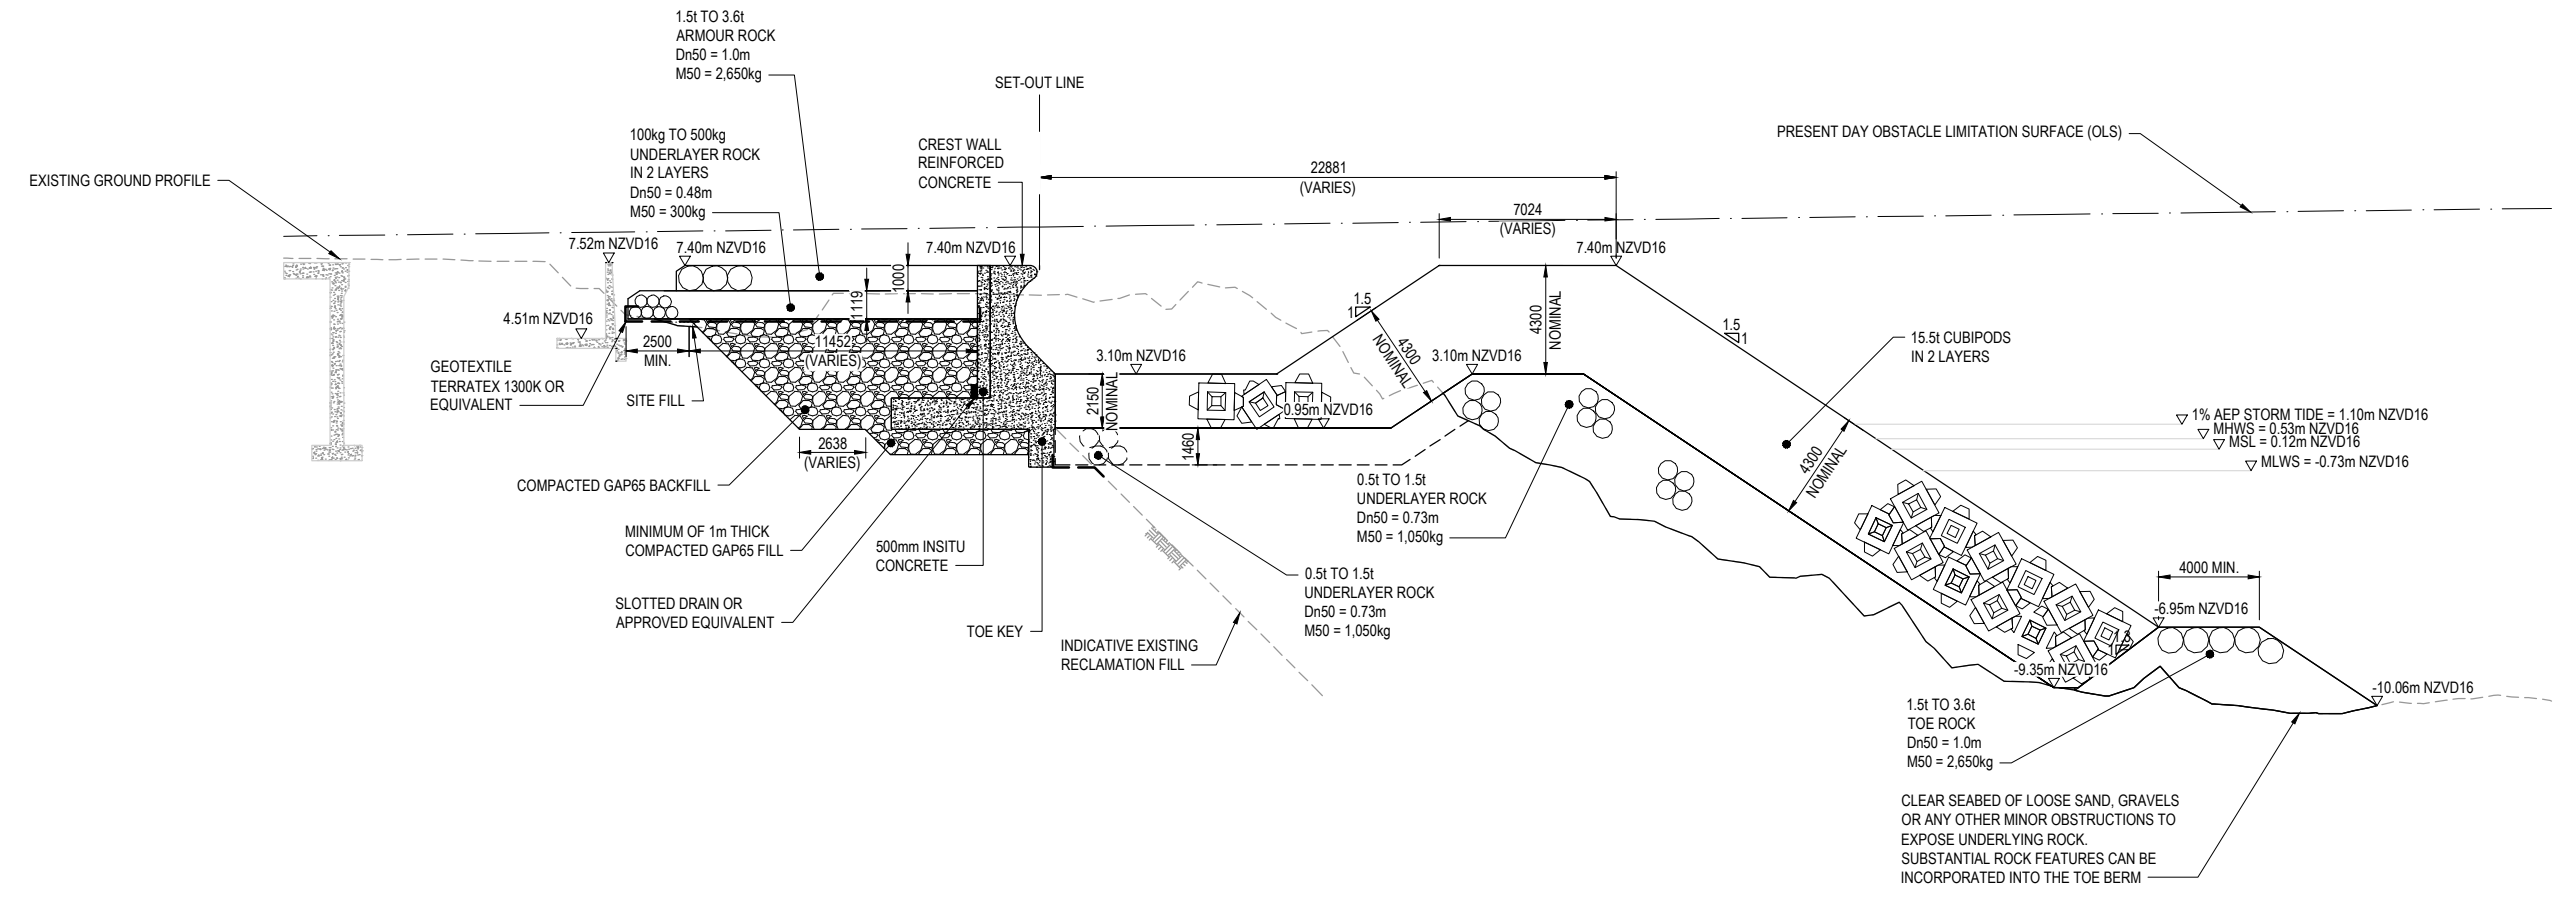 1.5t TO 3.6t
ARMOUR ROCK
Dn50 = 1.0m
M50 = 2,650kg
SET-OUT LINE
100kg TO 500kg
UNDERLAYER ROCK
IN 2 LAYERS
Dn50 = 0.48m
M50 = 300kg
CREST WALL
REINFORCED
CONCRETE
PRESENT DAY OBSTACLE LIMITATION SURFACE (OLS)
EXISTING GROUND PROFILE
22881
(VARIES)
7024
(VARIES)
7.52m NZVD16
7.40m NZVD16
7.40m NZVD16
7.40m NZVD16
1000
1119
4.51m NZVD16
2500
MIN.
11452
(VARIES)
1.5
1
4300
NOMINAL
4300
NOMINAL
1.5
1
15.5t CUBIPODS
IN 2 LAYERS
3.10m NZVD16
3.10m NZVD16
GEOTEXTILE
TERRATEX 1300K OR
EQUIVALENT
SITE FILL
2150
NOMINAL
0.95m NZVD16
1% AEP STORM TIDE = 1.10m NZVD16
MHWS = 0.53m NZVD16
MSL = 0.12m NZVD16
MLWS = -0.73m NZVD16
2638
(VARIES)
1460
4300
NOMINAL
COMPACTED GAP65 BACKFILL
0.5t TO 1.5t
UNDERLAYER ROCK
Dn50 = 0.73m
M50 = 1,050kg
MINIMUM OF 1m THICK
COMPACTED GAP65 FILL
500mm INSITU
CONCRETE
0.5t TO 1.5t
UNDERLAYER ROCK
Dn50 = 0.73m
M50 = 1,050kg
4000 MIN.
SLOTTED DRAIN OR
APPROVED EQUIVALENT
TOE KEY
-6.95m NZVD16
INDICATIVE EXISTING
RECLAMATION FILL
-9.35m NZVD16
-10.06m NZVD16
1.5t TO 3.6t
TOE ROCK
Dn50 = 1.0m
M50 = 2,650kg
CLEAR SEABED OF LOOSE SAND, GRAVELS
OR ANY OTHER MINOR OBSTRUCTIONS TO
EXPOSE UNDERLYING ROCK.
SUBSTANTIAL ROCK FEATURES CAN BE
INCORPORATED INTO THE TOE BERM